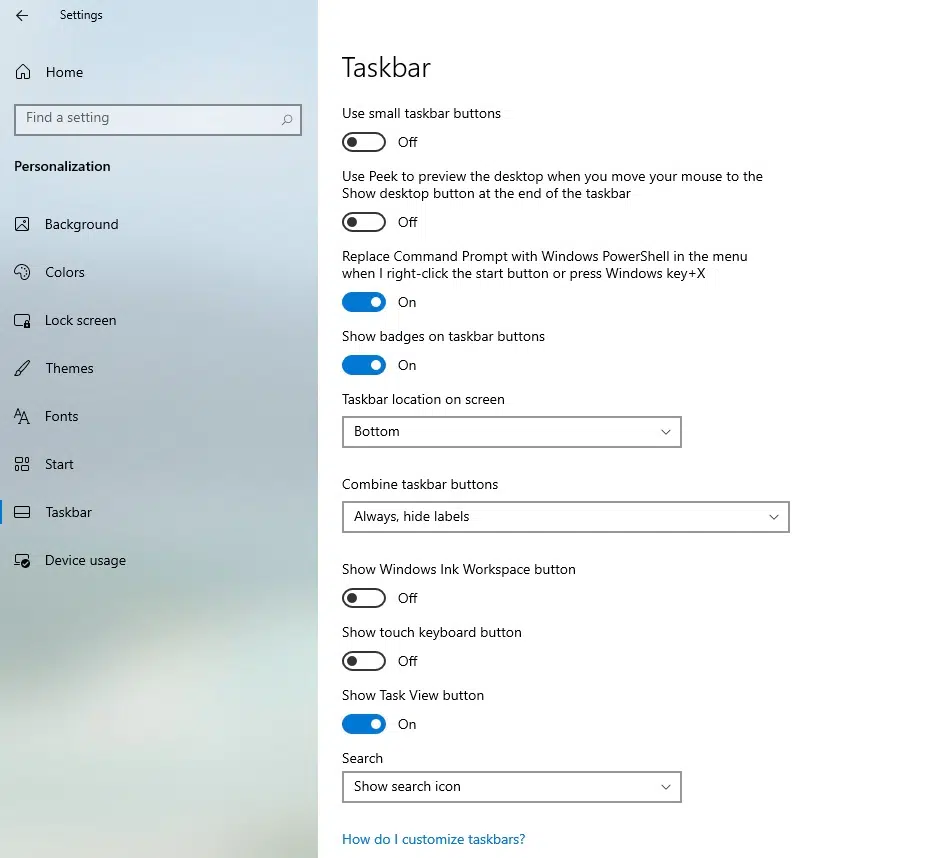 Settings
Home
Find a setting
Personalization
Background
Colors
Lock screen
Themes
Fonts
Start
Taskbar
Device usage
Taskbar
Use small taskbar buttons
Off
Use Peek to preview the desktop when you move your mouse to the
Show desktop button at the end of the taskbar
Off
Replace Command Prompt with Windows PowerShell in the menu
when I right-click the start button or press Windows key+X
On
Show badges on taskbar buttons
On
Taskbar location on screen
Bottom
Combine taskbar buttons
Always, hide labels
Show Windows Ink Workspace button
Off
Show touch keyboard button
Off
Show Task View button
On
Search
Show search icon
How do I customize taskbars?